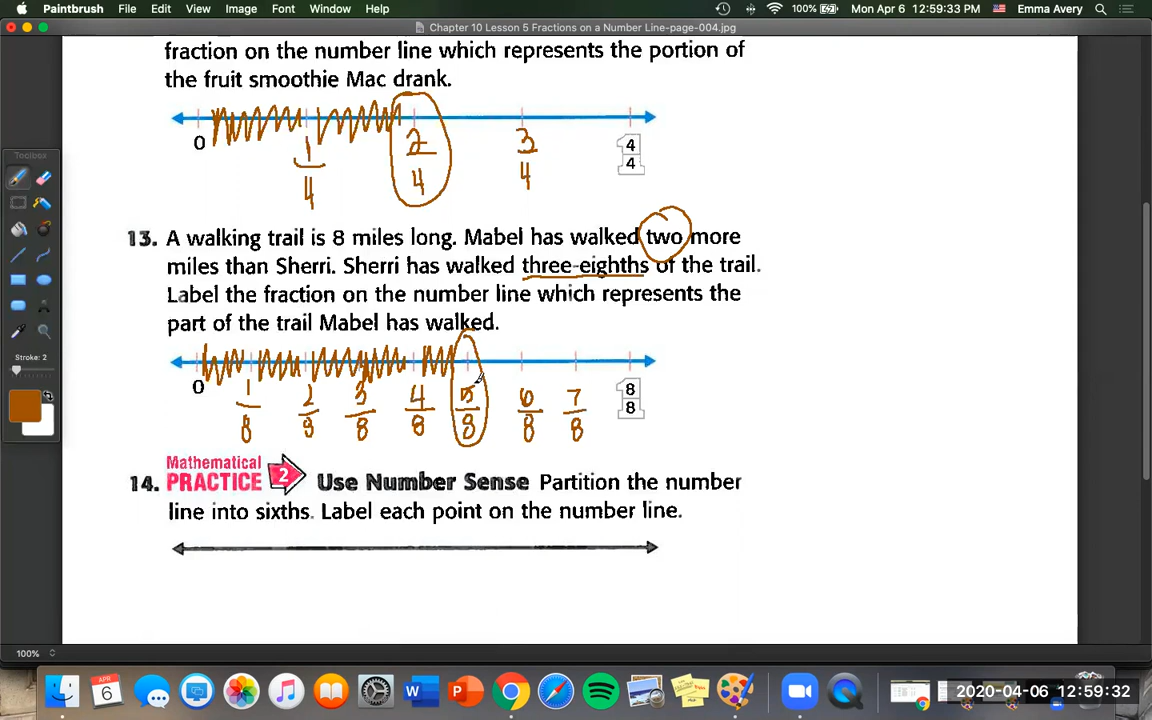 Paintbrush File Edit View Image Font Window Help 100% Mon Apr 6 12:59:33 PM Emma Avery
Chapter 10 Lesson 5 Fractions on a Number Line-page-004.jpg
fraction on the number line which represents the portion of
the fruit smoothie Mac drank.
0 1/4 2/4 3/4 4/4
13. A walking trail is 8 miles long. Mabel has walked two more
miles than Sherri. Sherri has walked three-eighths of the trail.
Label the fraction on the number line which represents the
part of the trail Mabel has walked.
0 1/8 2/8 3/8 4/8 5/8 6/8 7/8 8/8
Mathematical
14. PRACTICE 2 Use Number Sense Partition the number
line into sixths. Label each point on the number line.
Toolbox
Stroke: 2
100%
APR
6
W
P
2020-04-06 12:59:32